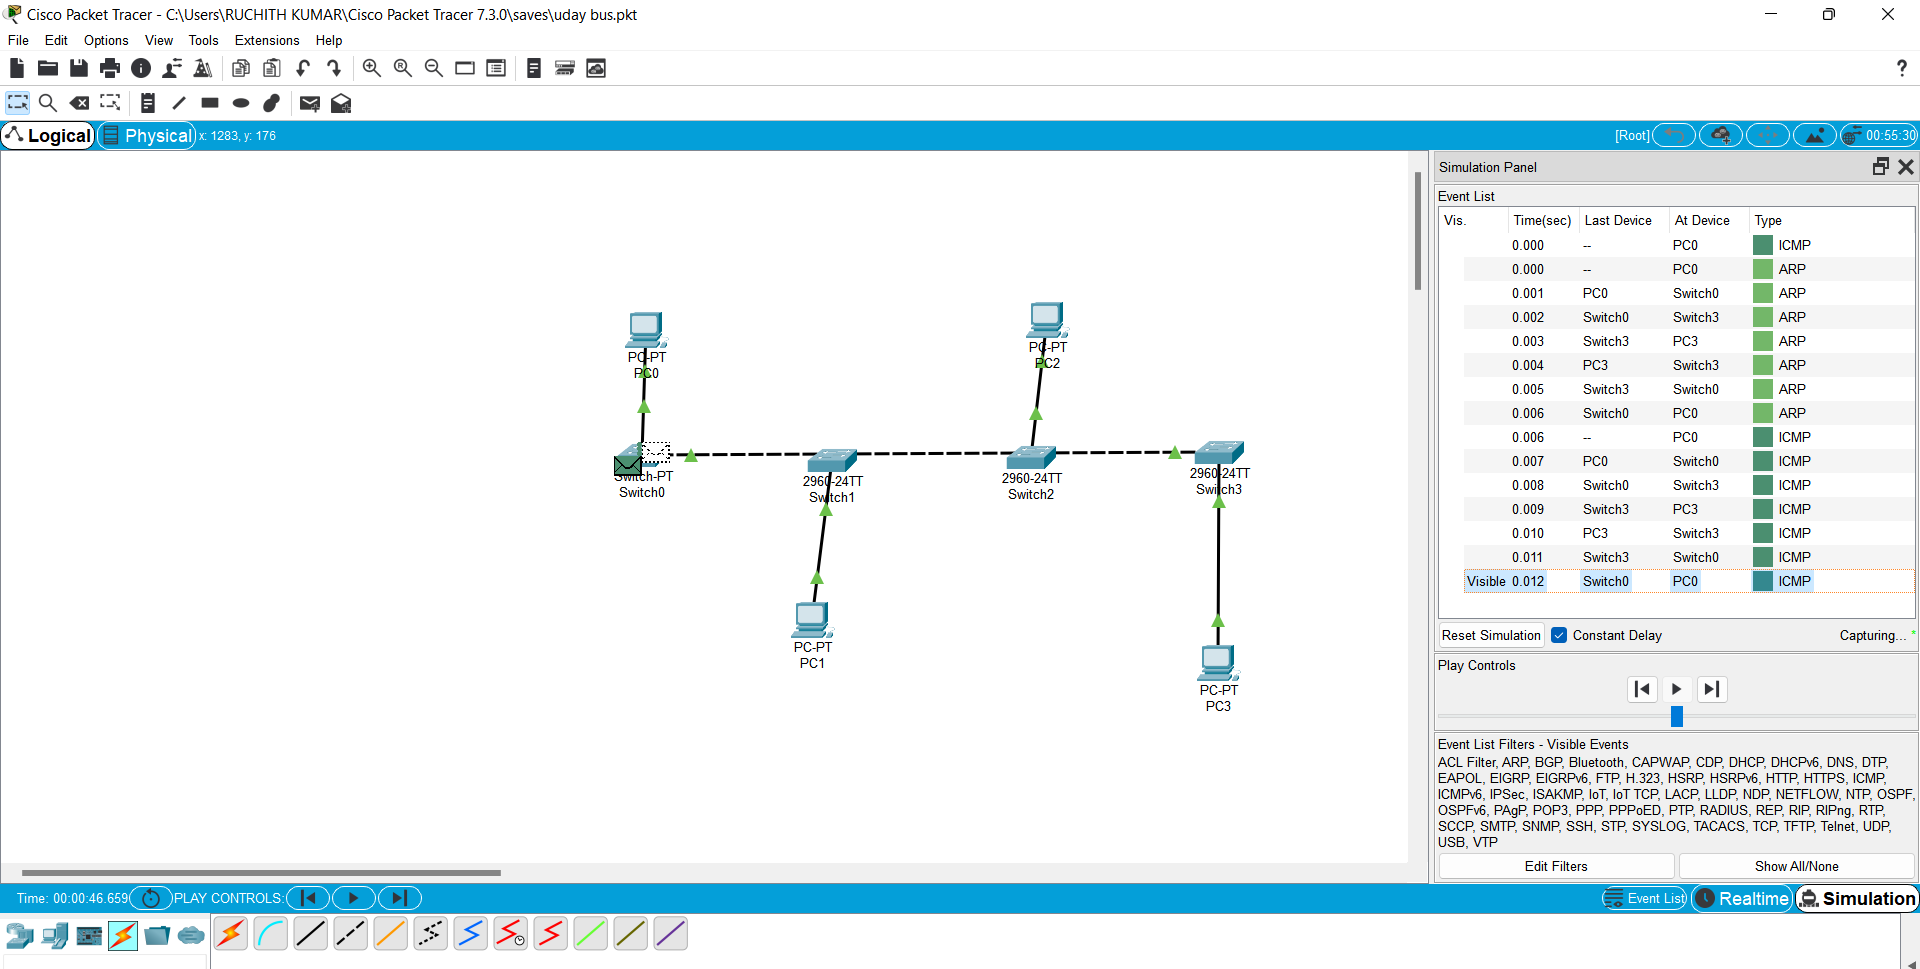 Cisco Packet Tracer - C:\Users\RUCHITH KUMAR\Cisco Packet Tracer 7.3.0\saves\uday bus.pkt
File Edit Options View Tools Extensions Help
Logical Physical x: 1283, y: 176 [Root] 00:55:30
Simulation Panel
Event List
Vis. Time(sec) Last Device At Device Type
0.000 -- PC0 ICMP
0.000 -- PC0 ARP
0.001 PC0 Switch0 ARP
0.002 Switch0 Switch3 ARP
0.003 Switch3 PC3 ARP
0.004 PC3 Switch3 ARP
0.005 Switch3 Switch0 ARP
0.006 Switch0 PC0 ARP
0.006 -- PC0 ICMP
0.007 PC0 Switch0 ICMP
0.008 Switch0 Switch3 ICMP
0.009 Switch3 PC3 ICMP
0.010 PC3 Switch3 ICMP
0.011 Switch3 Switch0 ICMP
Visible 0.012 Switch0 PC0 ICMP
PC-PT
PC0
PC-PT
PC2
Switch-PT
Switch0
2960-24TT
Switch1
2960-24TT
Switch2
2960-24TT
Switch3
PC-PT
PC1
PC-PT
PC3
Reset Simulation Constant Delay Capturing... *
Play Controls
Event List Filters - Visible Events
ACL Filter, ARP, BGP, Bluetooth, CAPWAP, CDP, DHCP, DHCPv6, DNS, DTP,
EAPOL, EIGRP, EIGRPv6, FTP, H.323, HSRP, HSRPv6, HTTP, HTTPS, ICMP,
ICMPv6, IPSec, ISAKMP, IoT, IoT TCP, LACP, LLDP, NDP, NETFLOW, NTP, OSPF,
OSPFv6, PAgP, POP3, PPP, PPPoED, PTP, RADIUS, REP, RIP, RIPng, RTP,
SCCP, SMTP, SNMP, SSH, STP, SYSLOG, TACACS, TCP, TFTP, Telnet, UDP,
USB, VTP
Edit Filters Show All/None
Time: 00:00:46.659 PLAY CONTROLS: Event List Realtime Simulation